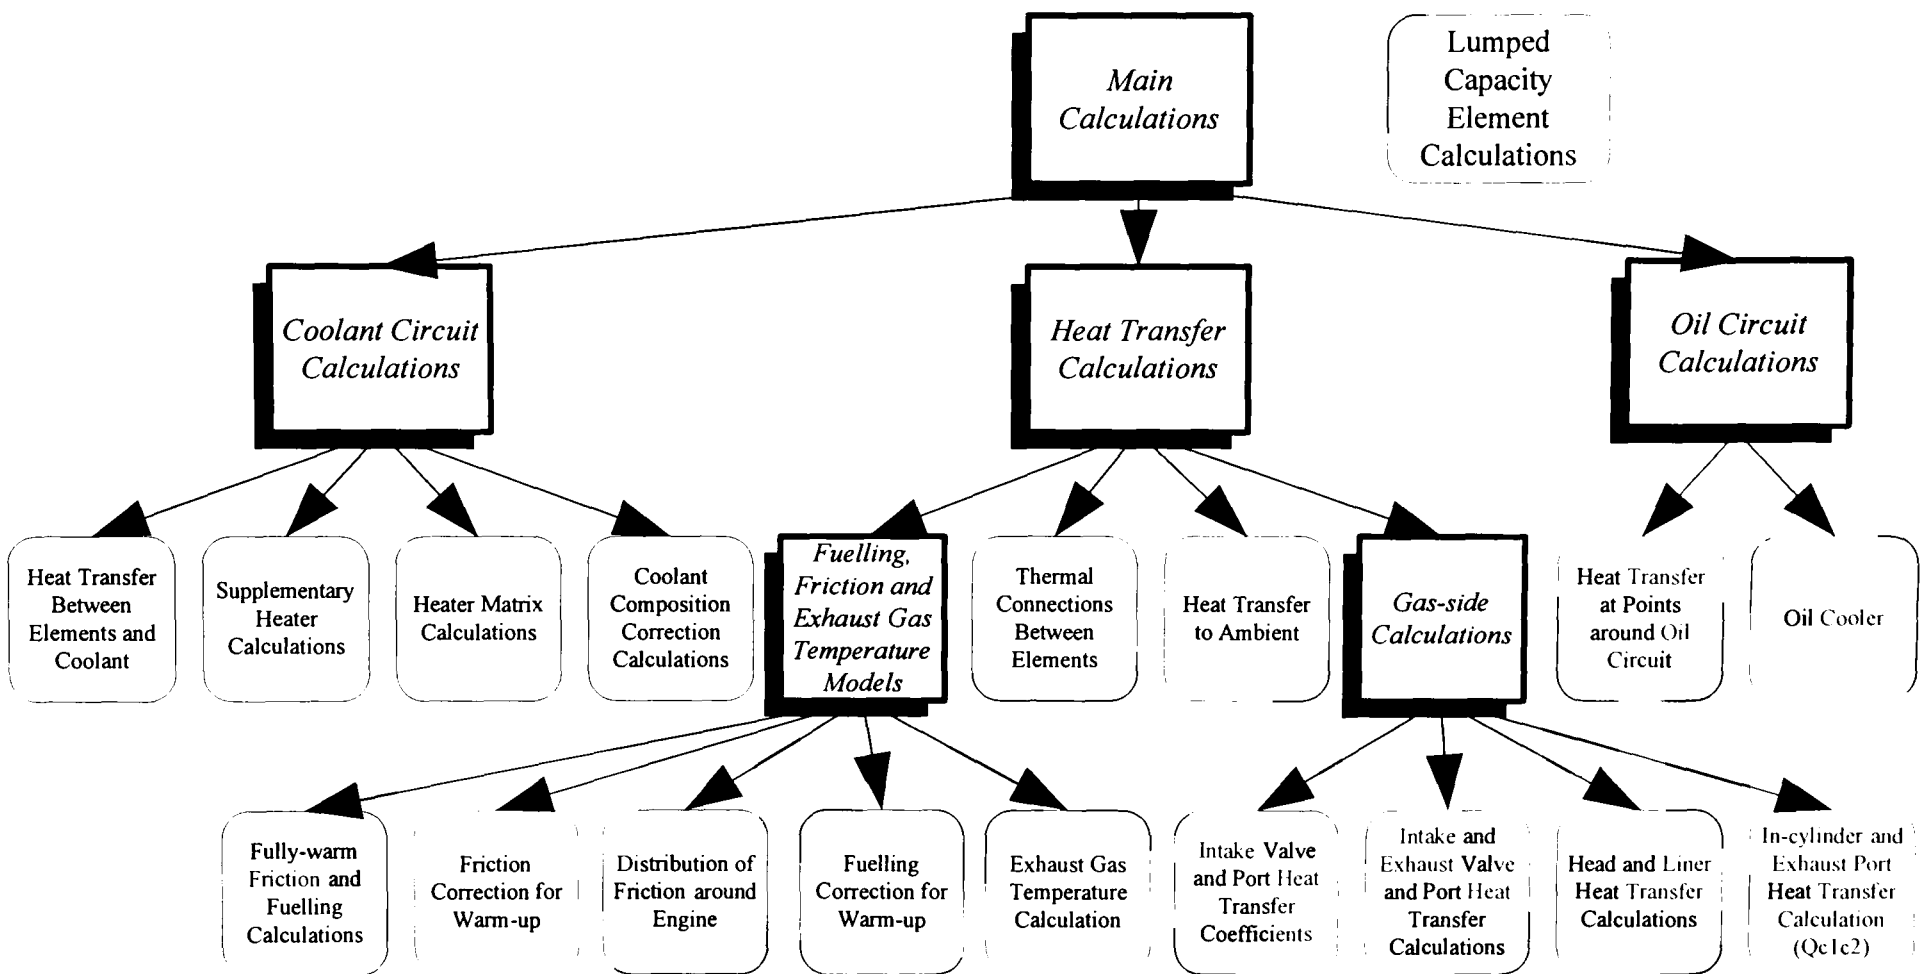 Main
Calculations
Lumped
Capacity
Element
Calculations
Coolant Circuit
Calculations
Heat Transfer
Calculations
Oil Circuit
Calculations
Heat Transfer
Between
Elements and
Coolant
Supplementary
Heater
Calculations
Heater Matrix
Calculations
Coolant
Composition
Correction
Calculations
Fuelling,
Friction and
Exhaust Gas
Temperature
Models
Thermal
Connections
Between
Elements
Heat Transfer
to Ambient
Gas-side
Calculations
Heat Transfer
at Points
around Oil
Circuit
Oil Cooler
Fully-warm
Friction and
Fuelling
Calculations
Friction
Correction for
Warm-up
Distribution of
Friction around
Engine
Fuelling
Correction for
Warm-up
Exhaust Gas
Temperature
Calculation
Intake Valve
and Port Heat
Transfer
Coefficients
Intake and
Exhaust Valve
and Port Heat
Transfer
Calculations
Head and Liner
Heat Transfer
Calculations
In-cylinder and
Exhaust Port
Heat Transfer
Calculation
(Qc1c2)